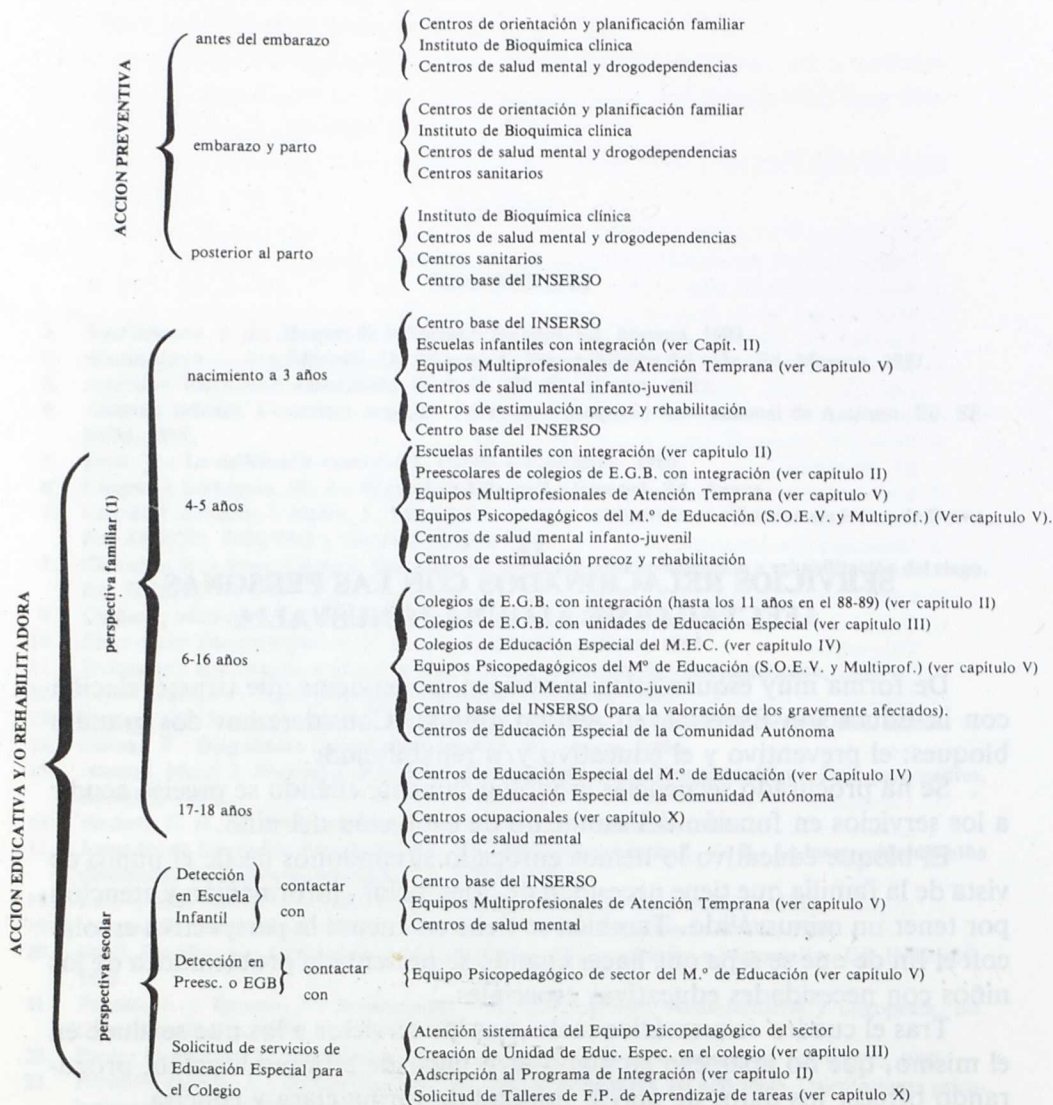 ACCION PREVENTIVA
antes del embarazo
Centros de orientación y planificación familiar
Instituto de Bioquímica clínica
Centros de salud mental y drogodependencias
embarazo y parto
Centros de orientación y planificación familiar
Instituto de Bioquímica clínica
Centros de salud mental y drogodependencias
Centros sanitarios
posterior al parto
Instituto de Bioquímica clínica
Centros de salud mental y drogodependencias
Centros sanitarios
Centro base del INSERSO
ACCION EDUCATIVA Y/O REHABILITADORA
perspectiva familiar (1)
nacimiento a 3 años
Centro base del INSERSO
Escuelas infantiles con integración (ver Capít. II)
Equipos Multiprofesionales de Atención Temprana (ver Capítulo V)
Centros de salud mental infanto-juvenil
Centro de estimulación precoz y rehabilitación
Centro base del INSERSO
4-5 años
Escuelas infantiles con integración (ver capítulo II)
Preescolares de colegios de E.G.B. con integración (ver capítulo II)
Equipos Multiprofesionales de Atención Temprana (ver capítulo V)
Equipos Psicopedagógicos del M.º de Educación (S.O.E.V. y Multiprof.) (Ver capítulo V).
Centros de salud mental infanto-juvenil
Centros de estimulación precoz y rehabilitación
6-16 años
Colegios de E.G.B. con integración (hasta los 11 años en el 88-89) (ver capítulo II)
Colegios de E.G.B. con unidades de Educación Especial (ver capítulo III)
Colegios de Educación Especial del M.E.C. (ver capítulo IV)
Equipos Psicopedagógicos del Mº de Educación (S.O.E.V. y Multiprof.) (ver capítulo V)
Centros de Salud Mental infanto-juvenil
Centro base del INSERSO (para la valoración de los gravemente afectados).
Centros de Educación Especial de la Comunidad Autónoma
17-18 años
Centros de Educación Especial del M.º de Educación (ver Capítulo IV)
Centros de Educación Especial de la Comunidad Autónoma
Centros ocupacionales (ver capítulo X)
Centros de salud mental
perspectiva escolar
Detección
en Escuela
Infantil
contactar
con
Centro base del INSERSO
Equipos Multiprofesionales de Atención Temprana (ver capítulo V)
Centros de salud mental
Detección en
Preesc. o EGB
contactar
con
Equipo Psicopedagógico de sector del M.º de Educación (ver capítulo V)
Solicitud de servicios de
Educación Especial para
el Colegio
Atención sistemática del Equipo Psicopedagógico del sector
Creación de Unidad de Educ. Espec. en el colegio (ver capítulo III)
Adscripción al Programa de Integración (ver capítulo II)
Solicitud de Talleres de F.P. de Aprendizaje de tareas (ver capítulo X)